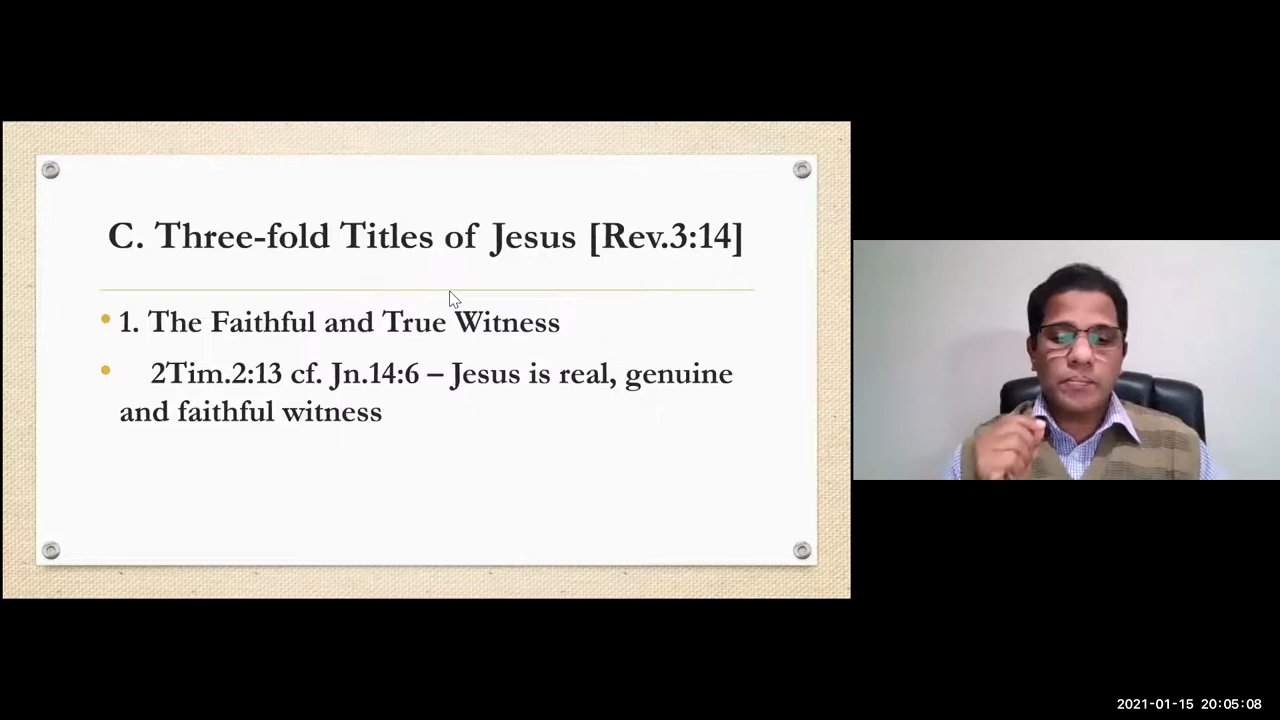 C. Three-fold Titles of Jesus [Rev.3:14]
• 1. The Faithful and True Witness
• 2Tim.2:13 cf. Jn.14:6 – Jesus is real, genuine
and faithful witness
2021-01-15 20:05:08